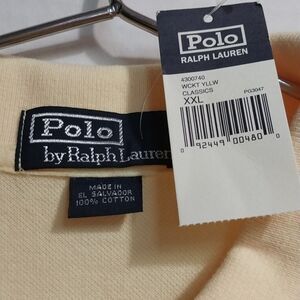 Polo
RALPH LAUREN
4300740
WCKT YLLW
CLASSICS
PG3047
XXL
0 92449 00480 0
Polo
by Ralph Lauren
MADE IN
EL SALVADOR
100% COTTON